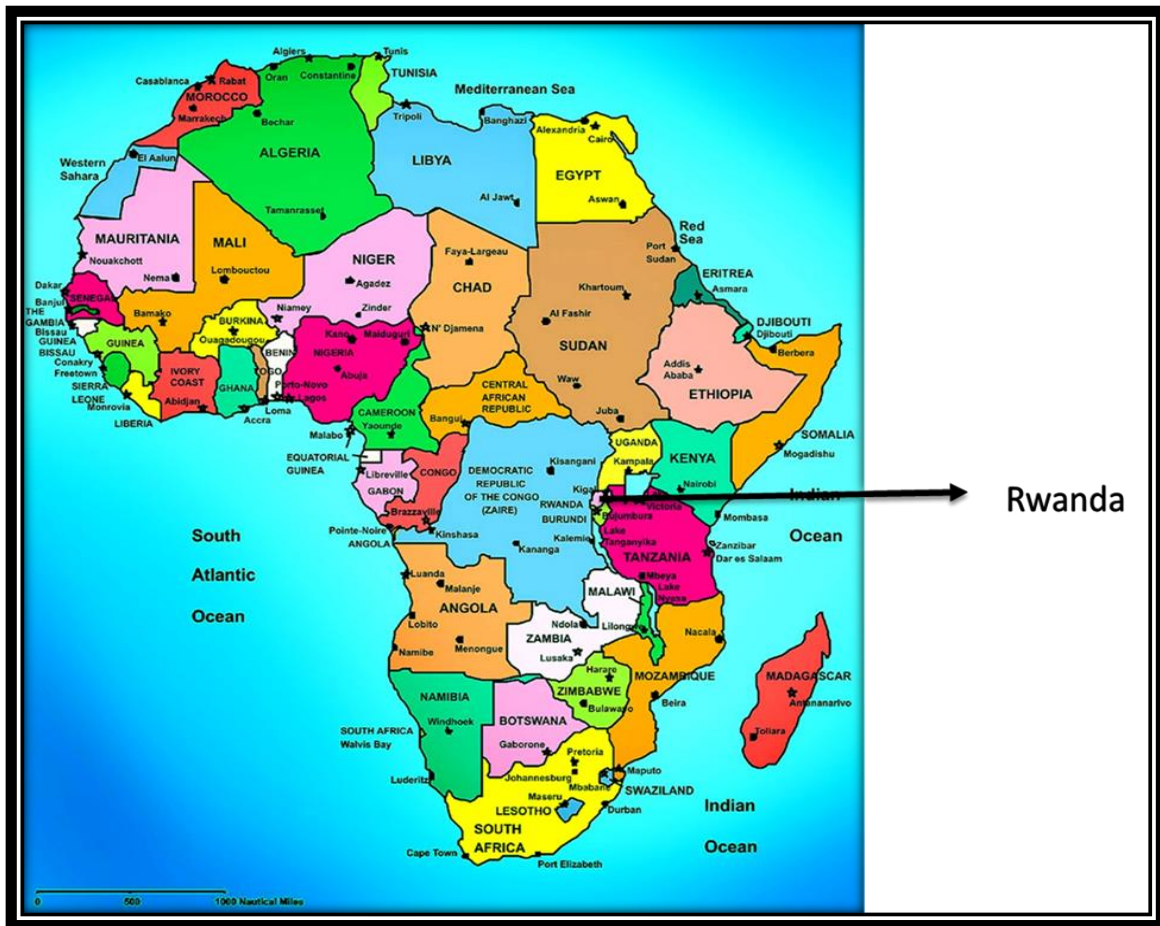 Algiers
Tunis
Oran
Constantine
TUNISIA
Casablanca
Rabat
MOROCCO
Marrakech
Bechar
Mediterranean Sea
Tripoli
Banghazi
Alexandria
Cairo
Western
Sahara
El Aalun
ALGERIA
LIBYA
EGYPT
Al Jawt
Aswan
Tamanrasset
MAURITANIA
Nouakchott
Nema
MALI
Lombouctou
NIGER
Agadez
Zinder
Faya-Largeau
CHAD
Red
Sea
Port
Sudan
ERITREA
Asmara
Khartoum
Al Fashir
SUDAN
Waw
Juba
Dakar
SENEGAL
Banjul
THE
GAMBIA
Bissau
GUINEA
BISSAU
Conakry
Freetown
SIERRA
LEONE
Monrovia
LIBERIA
GUINEA
Bamako
BURKINA
Ouagadougou
Niamey
BENIN
IVORY
COAST
Abidjan
GHANA
OGO
Accra
Loma
Porto-Novo
Lagos
Kano
Maiduguri
NIGERIA
Abuja
N' Djamena
DJIBOUTI
Djibouti
Berbera
Addis
Ababa
ETHIOPIA
CENTRAL
AFRICAN
REPUBLIC
Bangui
CAMEROON
Yaounde
Malabo
EQUATORIAL
GUINEA
Libreville
GABON
CONGO
Brazzaville
Pointe-Noire
Kinshasa
ANGOLA
DEMOCRATIC
REPUBLIC
OF THE CONGO
(ZAIRE)
Kisangani
Kananga
Kalemie
UGANDA
Kampala
KENYA
Nairobi
SOMALIA
Mogadishu
Kigal
RWANDA
BURUNDI
Bujumbura
Victoria
Mombasa
Indian
Ocean
Rwanda
Lake
Tanganyika
TANZANIA
Zanzibar
Dar es Salaam
Mbeya
Lake
Nyasa
South
Atlantic
Ocean
Luanda
Malanje
ANGOLA
Lobito
Menongue
Namibe
MALAWI
Lilongwe
Ndola
ZAMBIA
Lusaka
Nacala
Harare
ZIMBABWE
Bulawayo
MOZAMBIQUE
Beira
MADAGASCAR
Antananarivo
Toliara
NAMIBIA
Windhoek
SOUTH AFRICA
Walvis Bay
Luderitz
BOTSWANA
Gaborone
Pretoria
Johannesburg
Mbabane
Maputo
SWAZILAND
Maseru
LESOTHO
Durban
SOUTH
AFRICA
Cape Town
Port Elizabeth
Indian
Ocean
0 500 1000 Nautical Miles